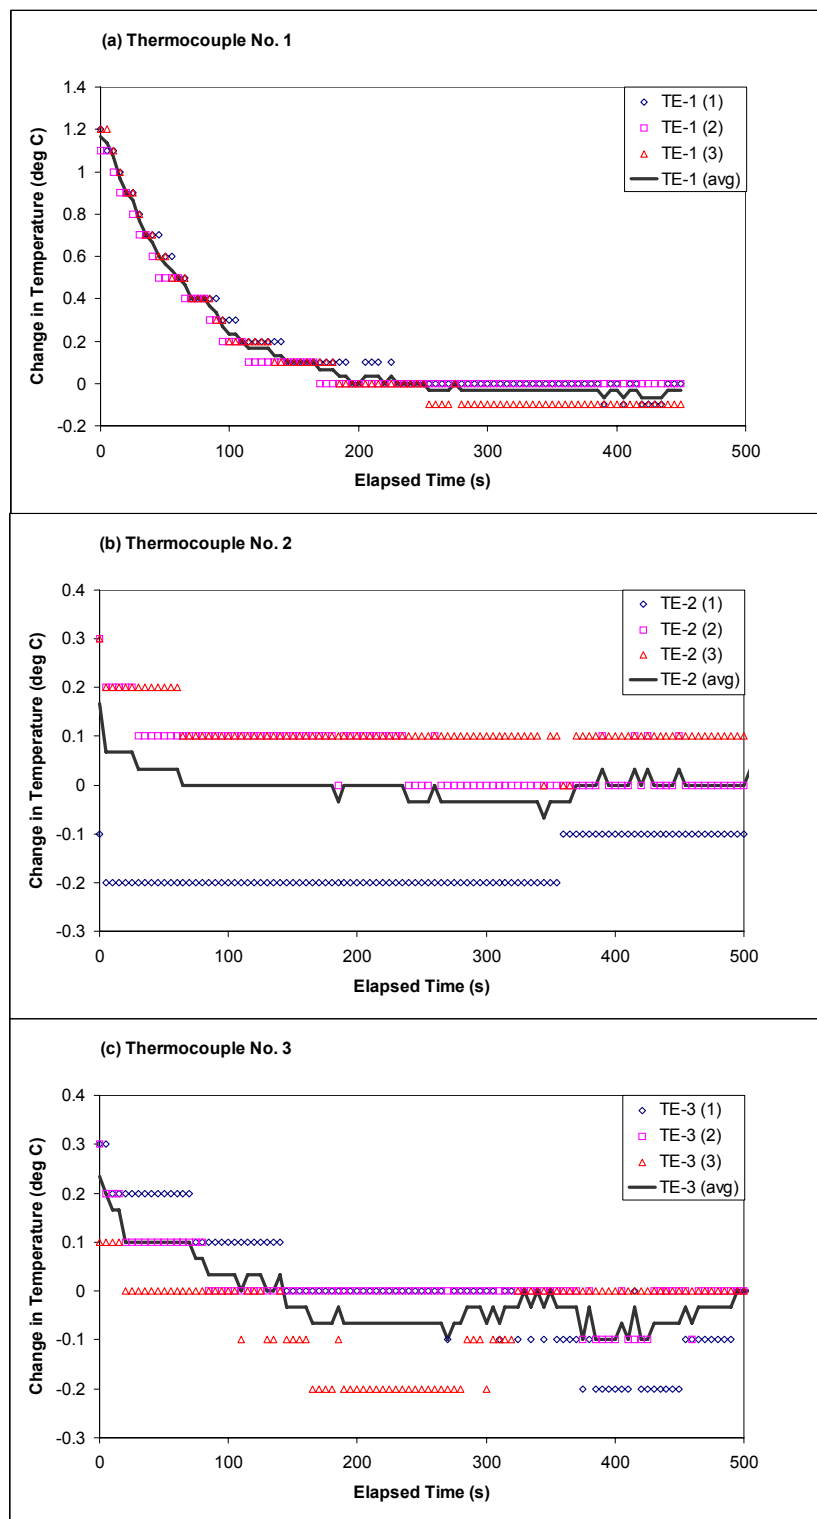 (a) Thermocouple No. 1
1.4
1.2
1
0.8
0.6
0.4
0.2
0
-0.2
Change in Temperature (deg C)
0 100 200 300 400 500
Elapsed Time (s)
TE-1 (1)
TE-1 (2)
TE-1 (3)
TE-1 (avg)
(b) Thermocouple No. 2
0.4
0.3
0.2
0.1
0
-0.1
-0.2
-0.3
Change in Temperature (deg C)
0 100 200 300 400 500
Elapsed Time (s)
TE-2 (1)
TE-2 (2)
TE-2 (3)
TE-2 (avg)
(c) Thermocouple No. 3
0.4
0.3
0.2
0.1
0
-0.1
-0.2
-0.3
Change in Temperature (deg C)
0 100 200 300 400 500
Elapsed Time (s)
TE-3 (1)
TE-3 (2)
TE-3 (3)
TE-3 (avg)